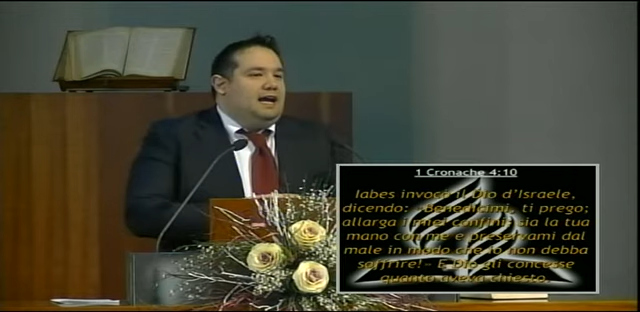 1 Cronache 4:10
Iabes invocò il Dio d'Israele,
dicendo: «Benedicimi, ti prego;
allarga i miei confini; sia la tua
mano con me e preservami dal
male in modo che io non debba
soffrire!» E Dio gli concesse
quanto aveva chiesto.